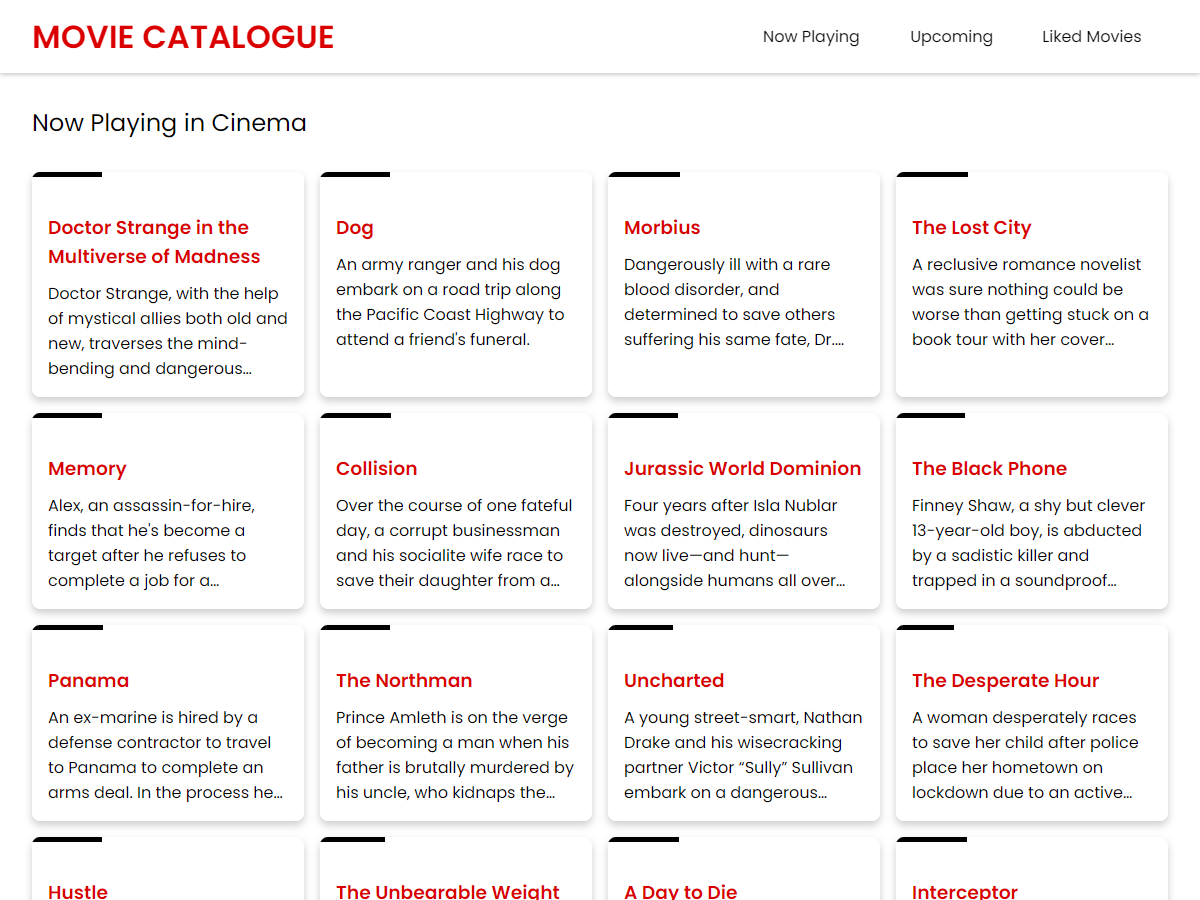 MOVIE CATALOGUE
Now Playing
Upcoming
Liked Movies
Now Playing in Cinema
Doctor Strange in the
Multiverse of Madness
Doctor Strange, with the help
of mystical allies both old and
new, traverses the mind-
bending and dangerous...
Dog
An army ranger and his dog
embark on a road trip along
the Pacific Coast Highway to
attend a friend's funeral.
Morbius
Dangerously ill with a rare
blood disorder, and
determined to save others
suffering his same fate, Dr....
The Lost City
A reclusive romance novelist
was sure nothing could be
worse than getting stuck on a
book tour with her cover...
Memory
Alex, an assassin-for-hire,
finds that he's become a
target after he refuses to
complete a job for a...
Collision
Over the course of one fateful
day, a corrupt businessman
and his socialite wife race to
save their daughter from a...
Jurassic World Dominion
Four years after Isla Nublar
was destroyed, dinosaurs
now live—and hunt—
alongside humans all over...
The Black Phone
Finney Shaw, a shy but clever
13-year-old boy, is abducted
by a sadistic killer and
trapped in a soundproof...
Panama
An ex-marine is hired by a
defense contractor to travel
to Panama to complete an
arms deal. In the process he...
The Northman
Prince Amleth is on the verge
of becoming a man when his
father is brutally murdered by
his uncle, who kidnaps the...
Uncharted
A young street-smart, Nathan
Drake and his wisecracking
partner Victor “Sully” Sullivan
embark on a dangerous...
The Desperate Hour
A woman desperately races
to save her child after police
place her hometown on
lockdown due to an active...
Hustle
The Unbearable Weight
A Day to Die
Interceptor